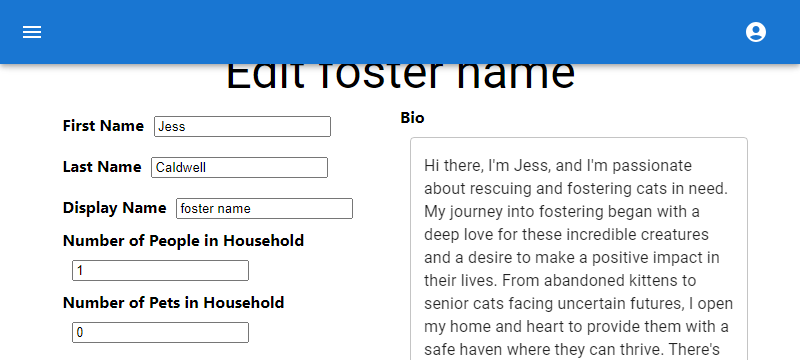 Edit foster name
First Name Jess
Last Name Caldwell
Display Name foster name
Number of People in Household
1
Number of Pets in Household
0
Bio
Hi there, I'm Jess, and I'm passionate
about rescuing and fostering cats in need.
My journey into fostering began with a
deep love for these incredible creatures
and a desire to make a positive impact in
their lives. From abandoned kittens to
senior cats facing uncertain futures, I open
my home and heart to provide them with a
safe haven where they can thrive. There's